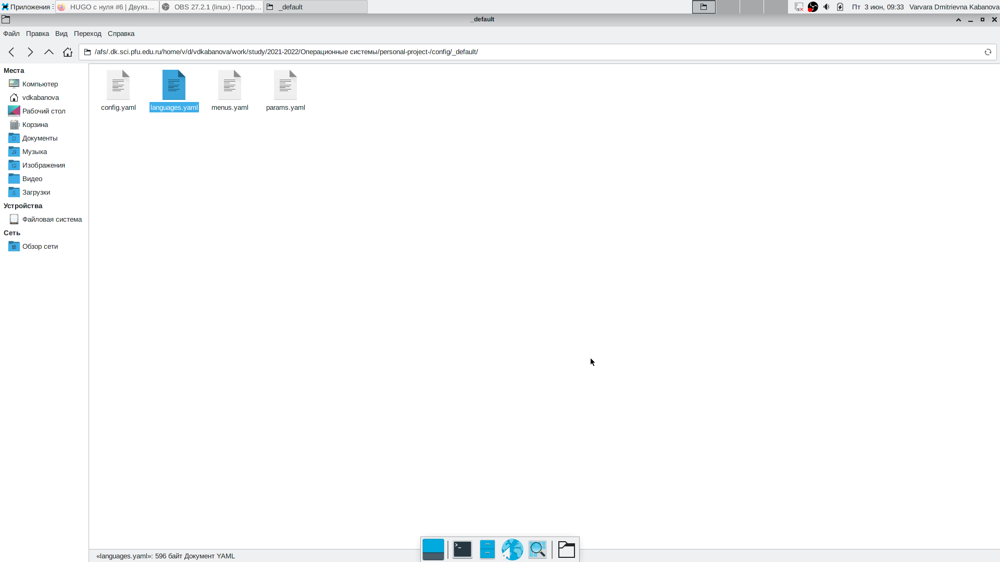 Приложения
HUGO с нуля #6 | Двуяз...
OBS 27.2.1 (linux) - Проф...
_default
Пт 3 июн, 09:33
Varvara Dmitrievna Kabanova
_default
Файл Правка Вид Переход Справка
/afs/.dk.sci.pfu.edu.ru/home/v/d/vdkabanova/work/study/2021-2022/Операционные системы/personal-project-/config/_default/
Места
Компьютер
vdkabanova
Рабочий стол
Корзина
Документы
Музыка
Изображения
Видео
Загрузки
Устройства
Файловая система
Сеть
Обзор сети
config.yaml
languages.yaml
menus.yaml
params.yaml
«languages.yaml»: 596 байт Документ YAML